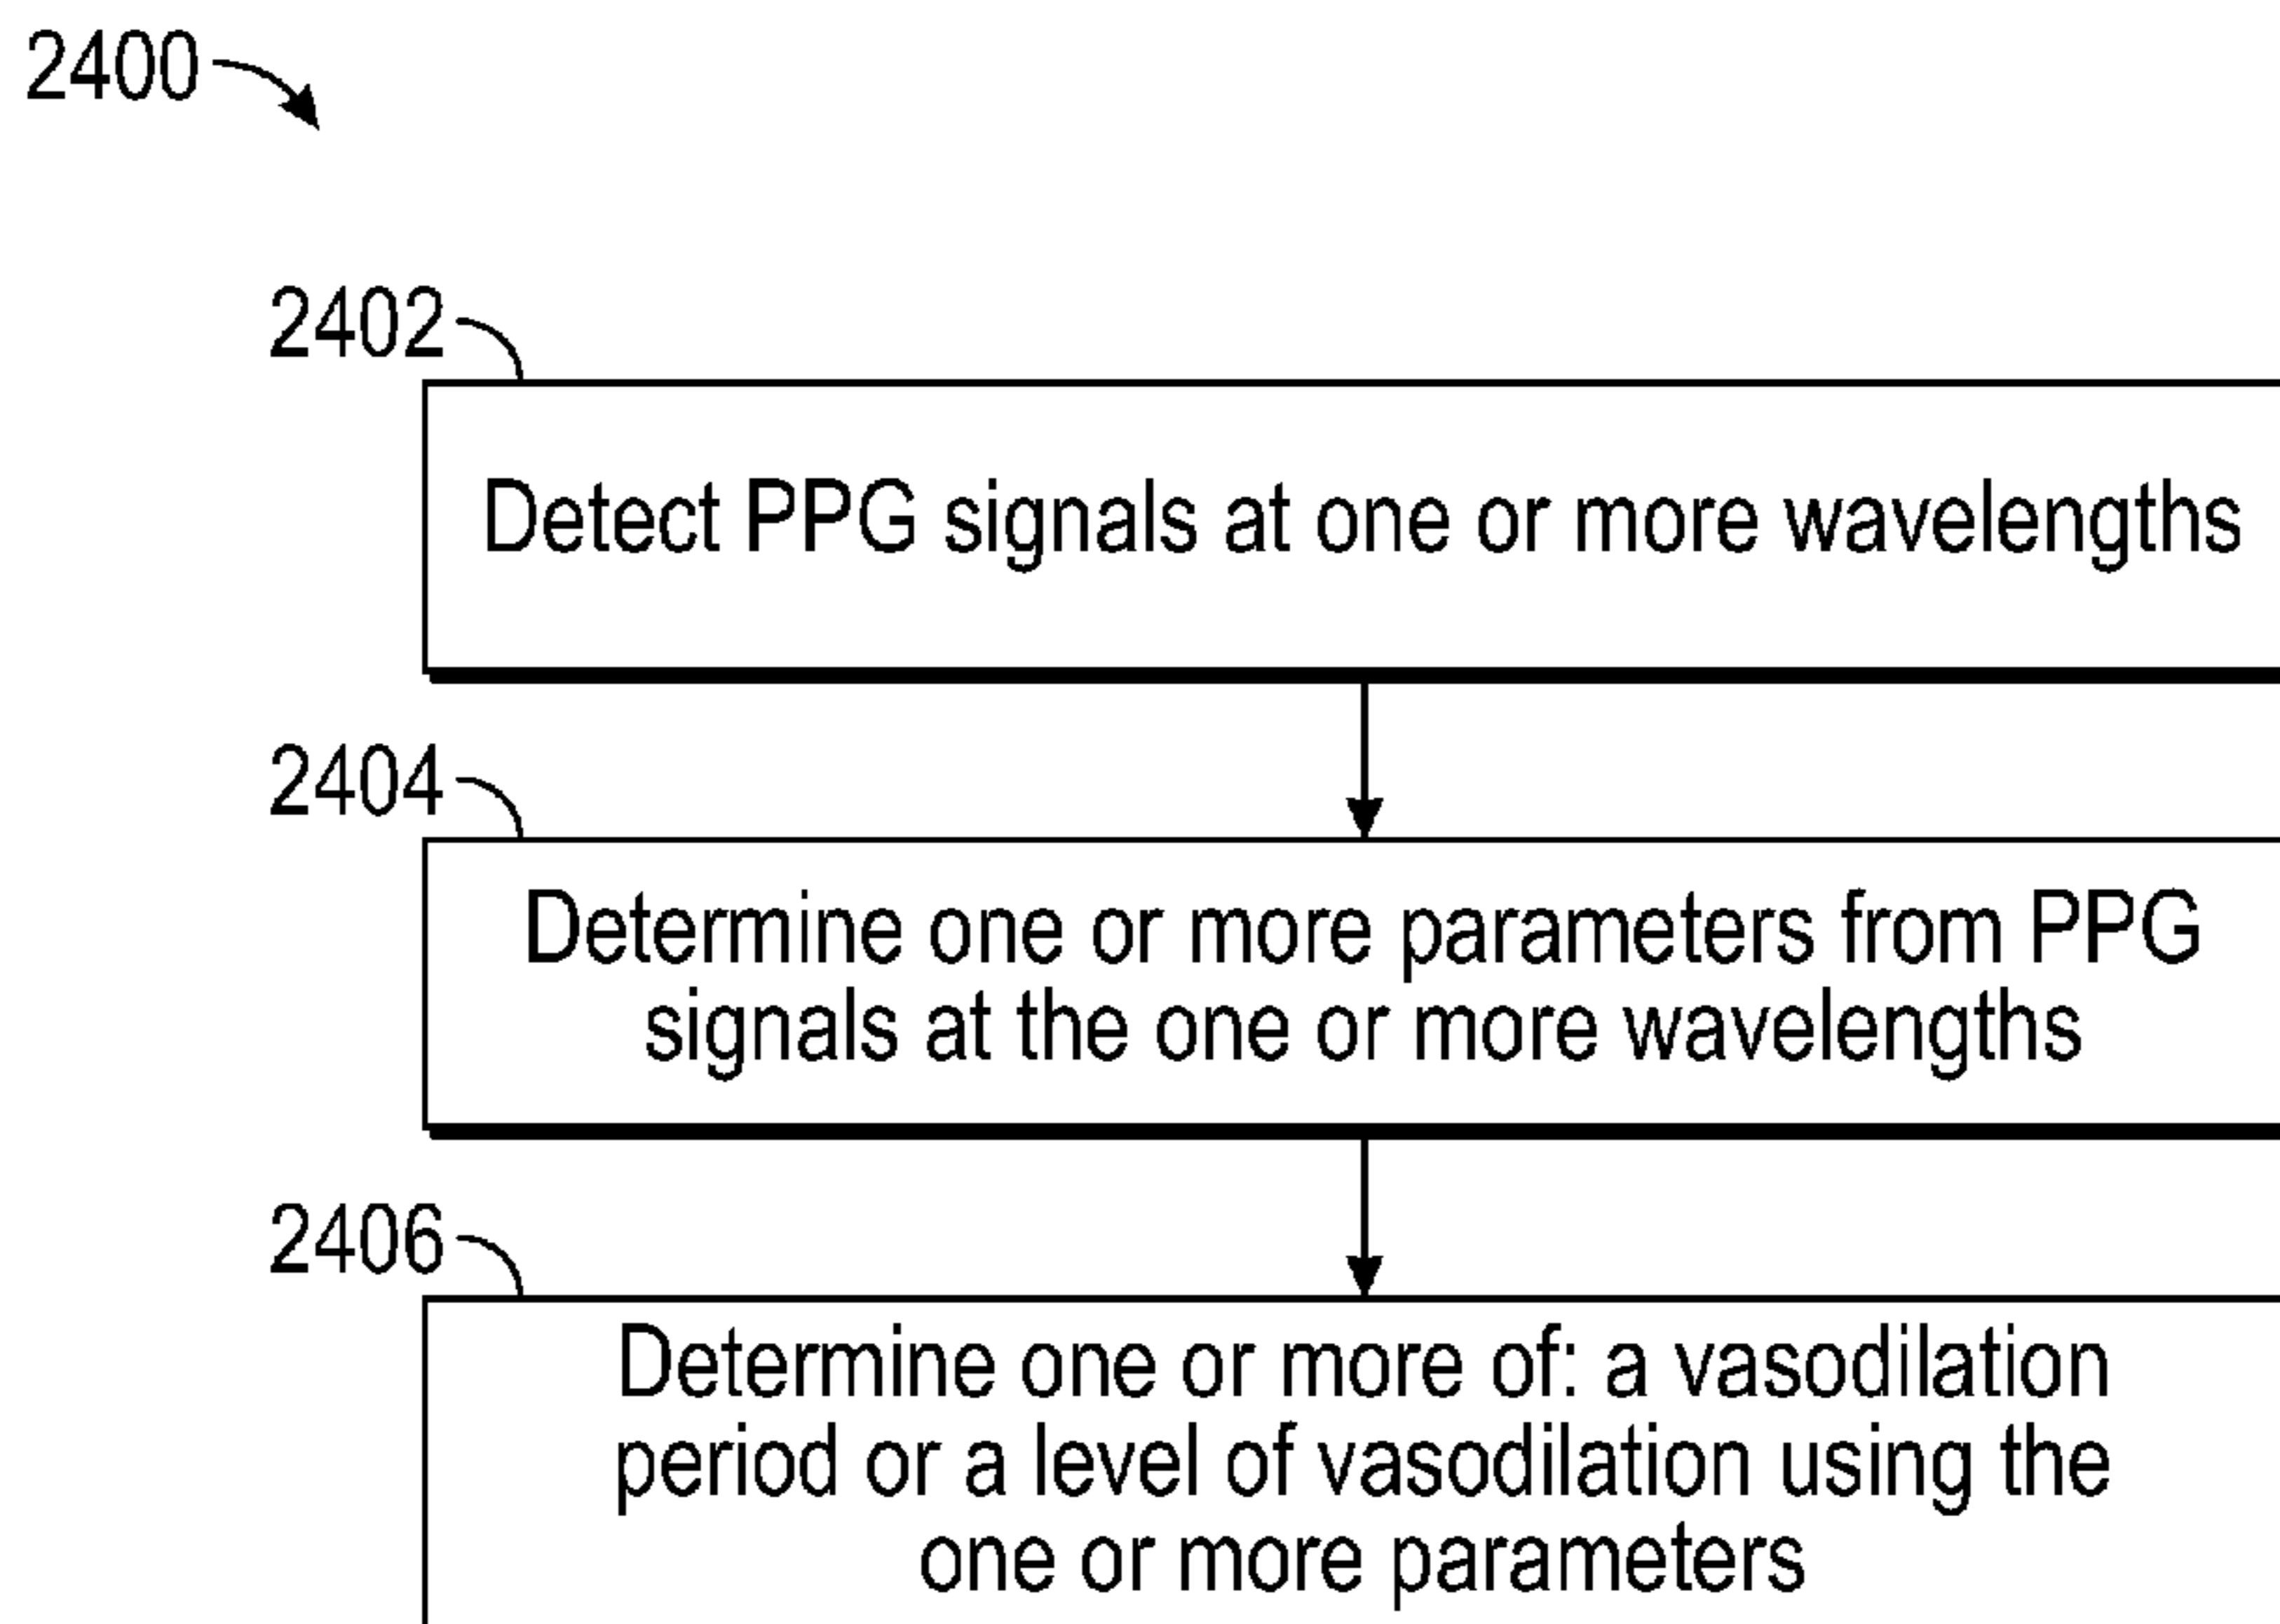 2400
2402
Detect PPG signals at one or more wavelengths
2404
Determine one or more parameters from PPG
signals at the one or more wavelengths
2406
Determine one or more of: a vasodilation
period or a level of vasodilation using the
one or more parameters